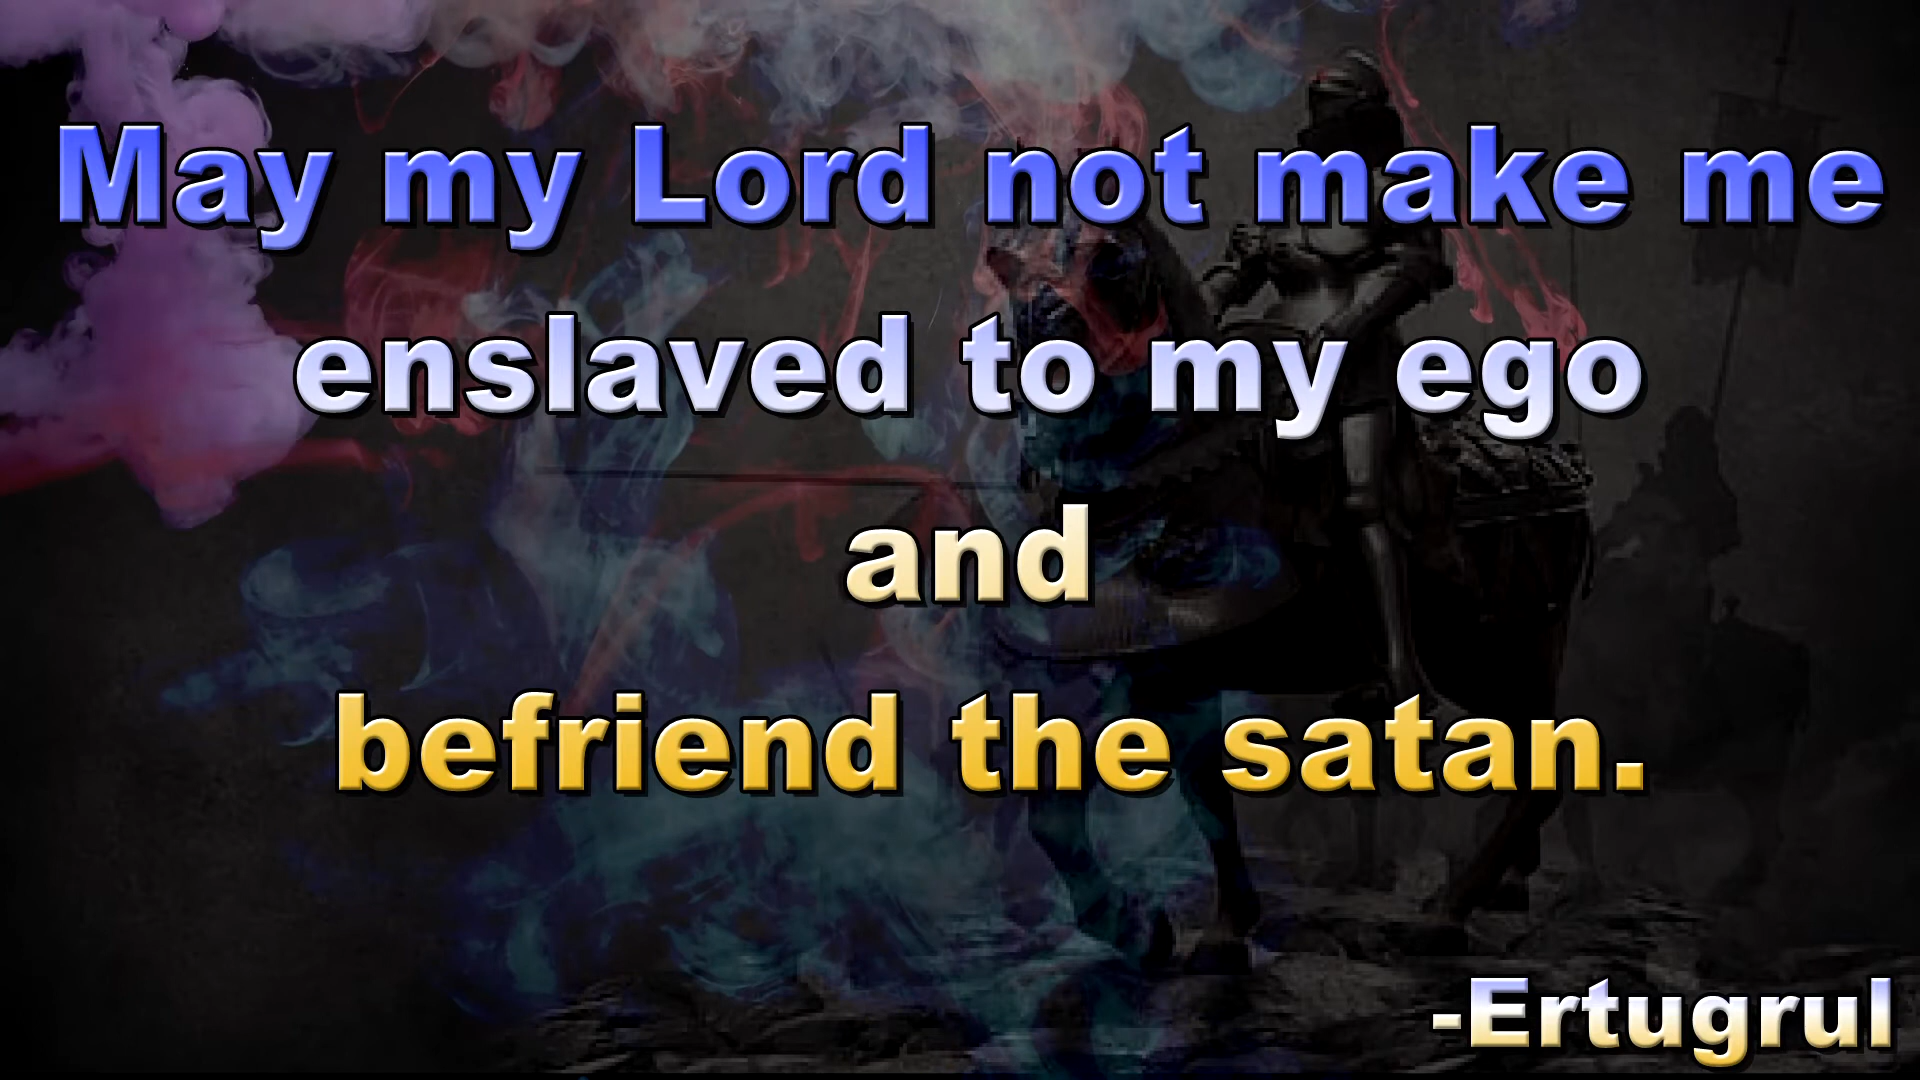 May my Lord not make me
enslaved to my ego
and
befriend the satan.
-Ertugrul